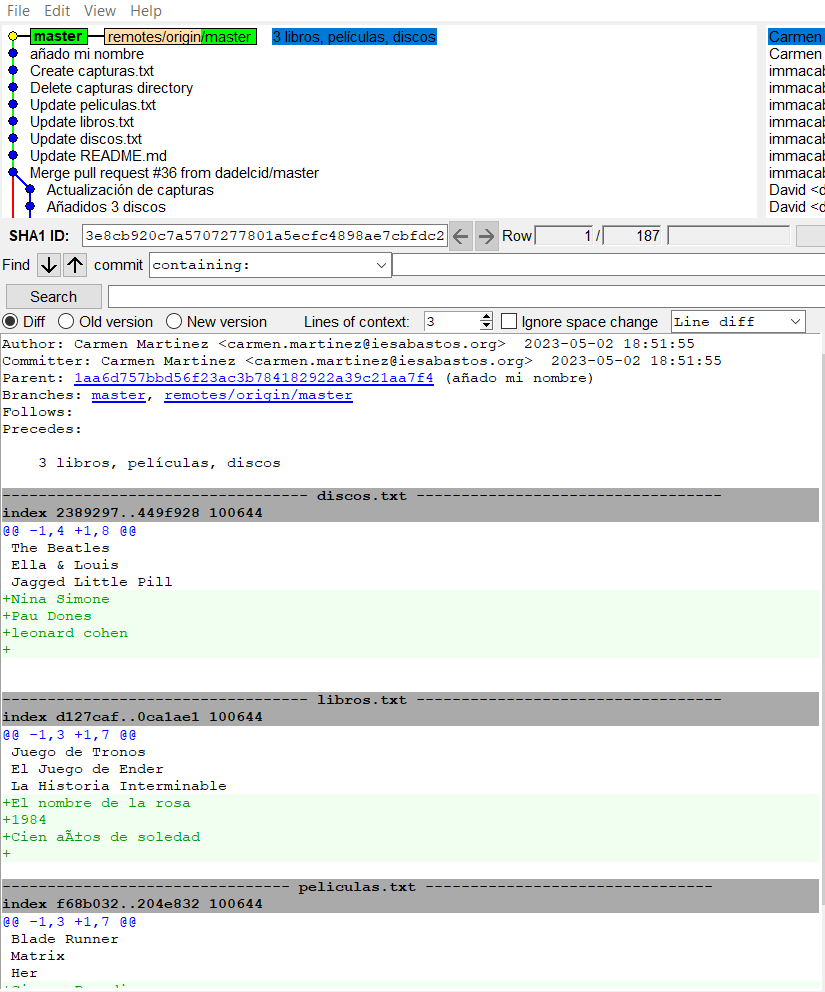 File Edit View Help
master remotes/origin/master 3 libros, películas, discos Carmen
añado mi nombre Carmen
Create capturas.txt immacab
Delete capturas directory immacab
Update peliculas.txt immacab
Update libros.txt immacab
Update discos.txt immacab
Update README.md immacab
Merge pull request #36 from dadelcid/master immacab
Actualización de capturas David <d
Añadidos 3 discos David <d
SHA1 ID: 3e8cb920c7a5707277801a5ecfc4898ae7cbfdc2 Row 1 / 187
Find commit containing:
Search
Diff Old version New version Lines of context: 3 Ignore space change Line diff
Author: Carmen Martinez <carmen.martinez@iesabastos.org> 2023-05-02 18:51:55
Committer: Carmen Martinez <carmen.martinez@iesabastos.org> 2023-05-02 18:51:55
Parent: 1aa6d757bbd56f23ac3b784182922a39c21aa7f4 (añado mi nombre)
Branches: master, remotes/origin/master
Follows:
Precedes:
3 libros, películas, discos
---------------------------------- discos.txt ----------------------------------
index 2389297..449f928 100644
@@ -1,4 +1,8 @@
The Beatles
Ella & Louis
Jagged Little Pill
+Nina Simone
+Pau Dones
+leonard cohen
+
---------------------------------- libros.txt ----------------------------------
index d127caf..0ca1ae1 100644
@@ -1,3 +1,7 @@
Juego de Tronos
El Juego de Ender
La Historia Interminable
+El nombre de la rosa
+1984
+Cien aÃ±os de soledad
+
-------------------------------- peliculas.txt --------------------------------
index f68b032..204e832 100644
@@ -1,3 +1,7 @@
Blade Runner
Matrix
Her